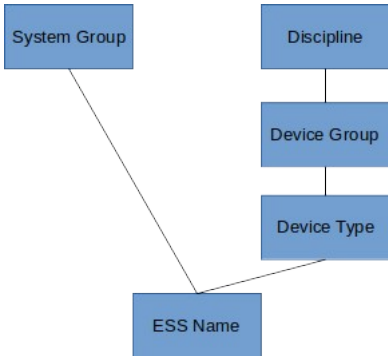 System Group
Discipline
Device Group
Device Type
ESS Name